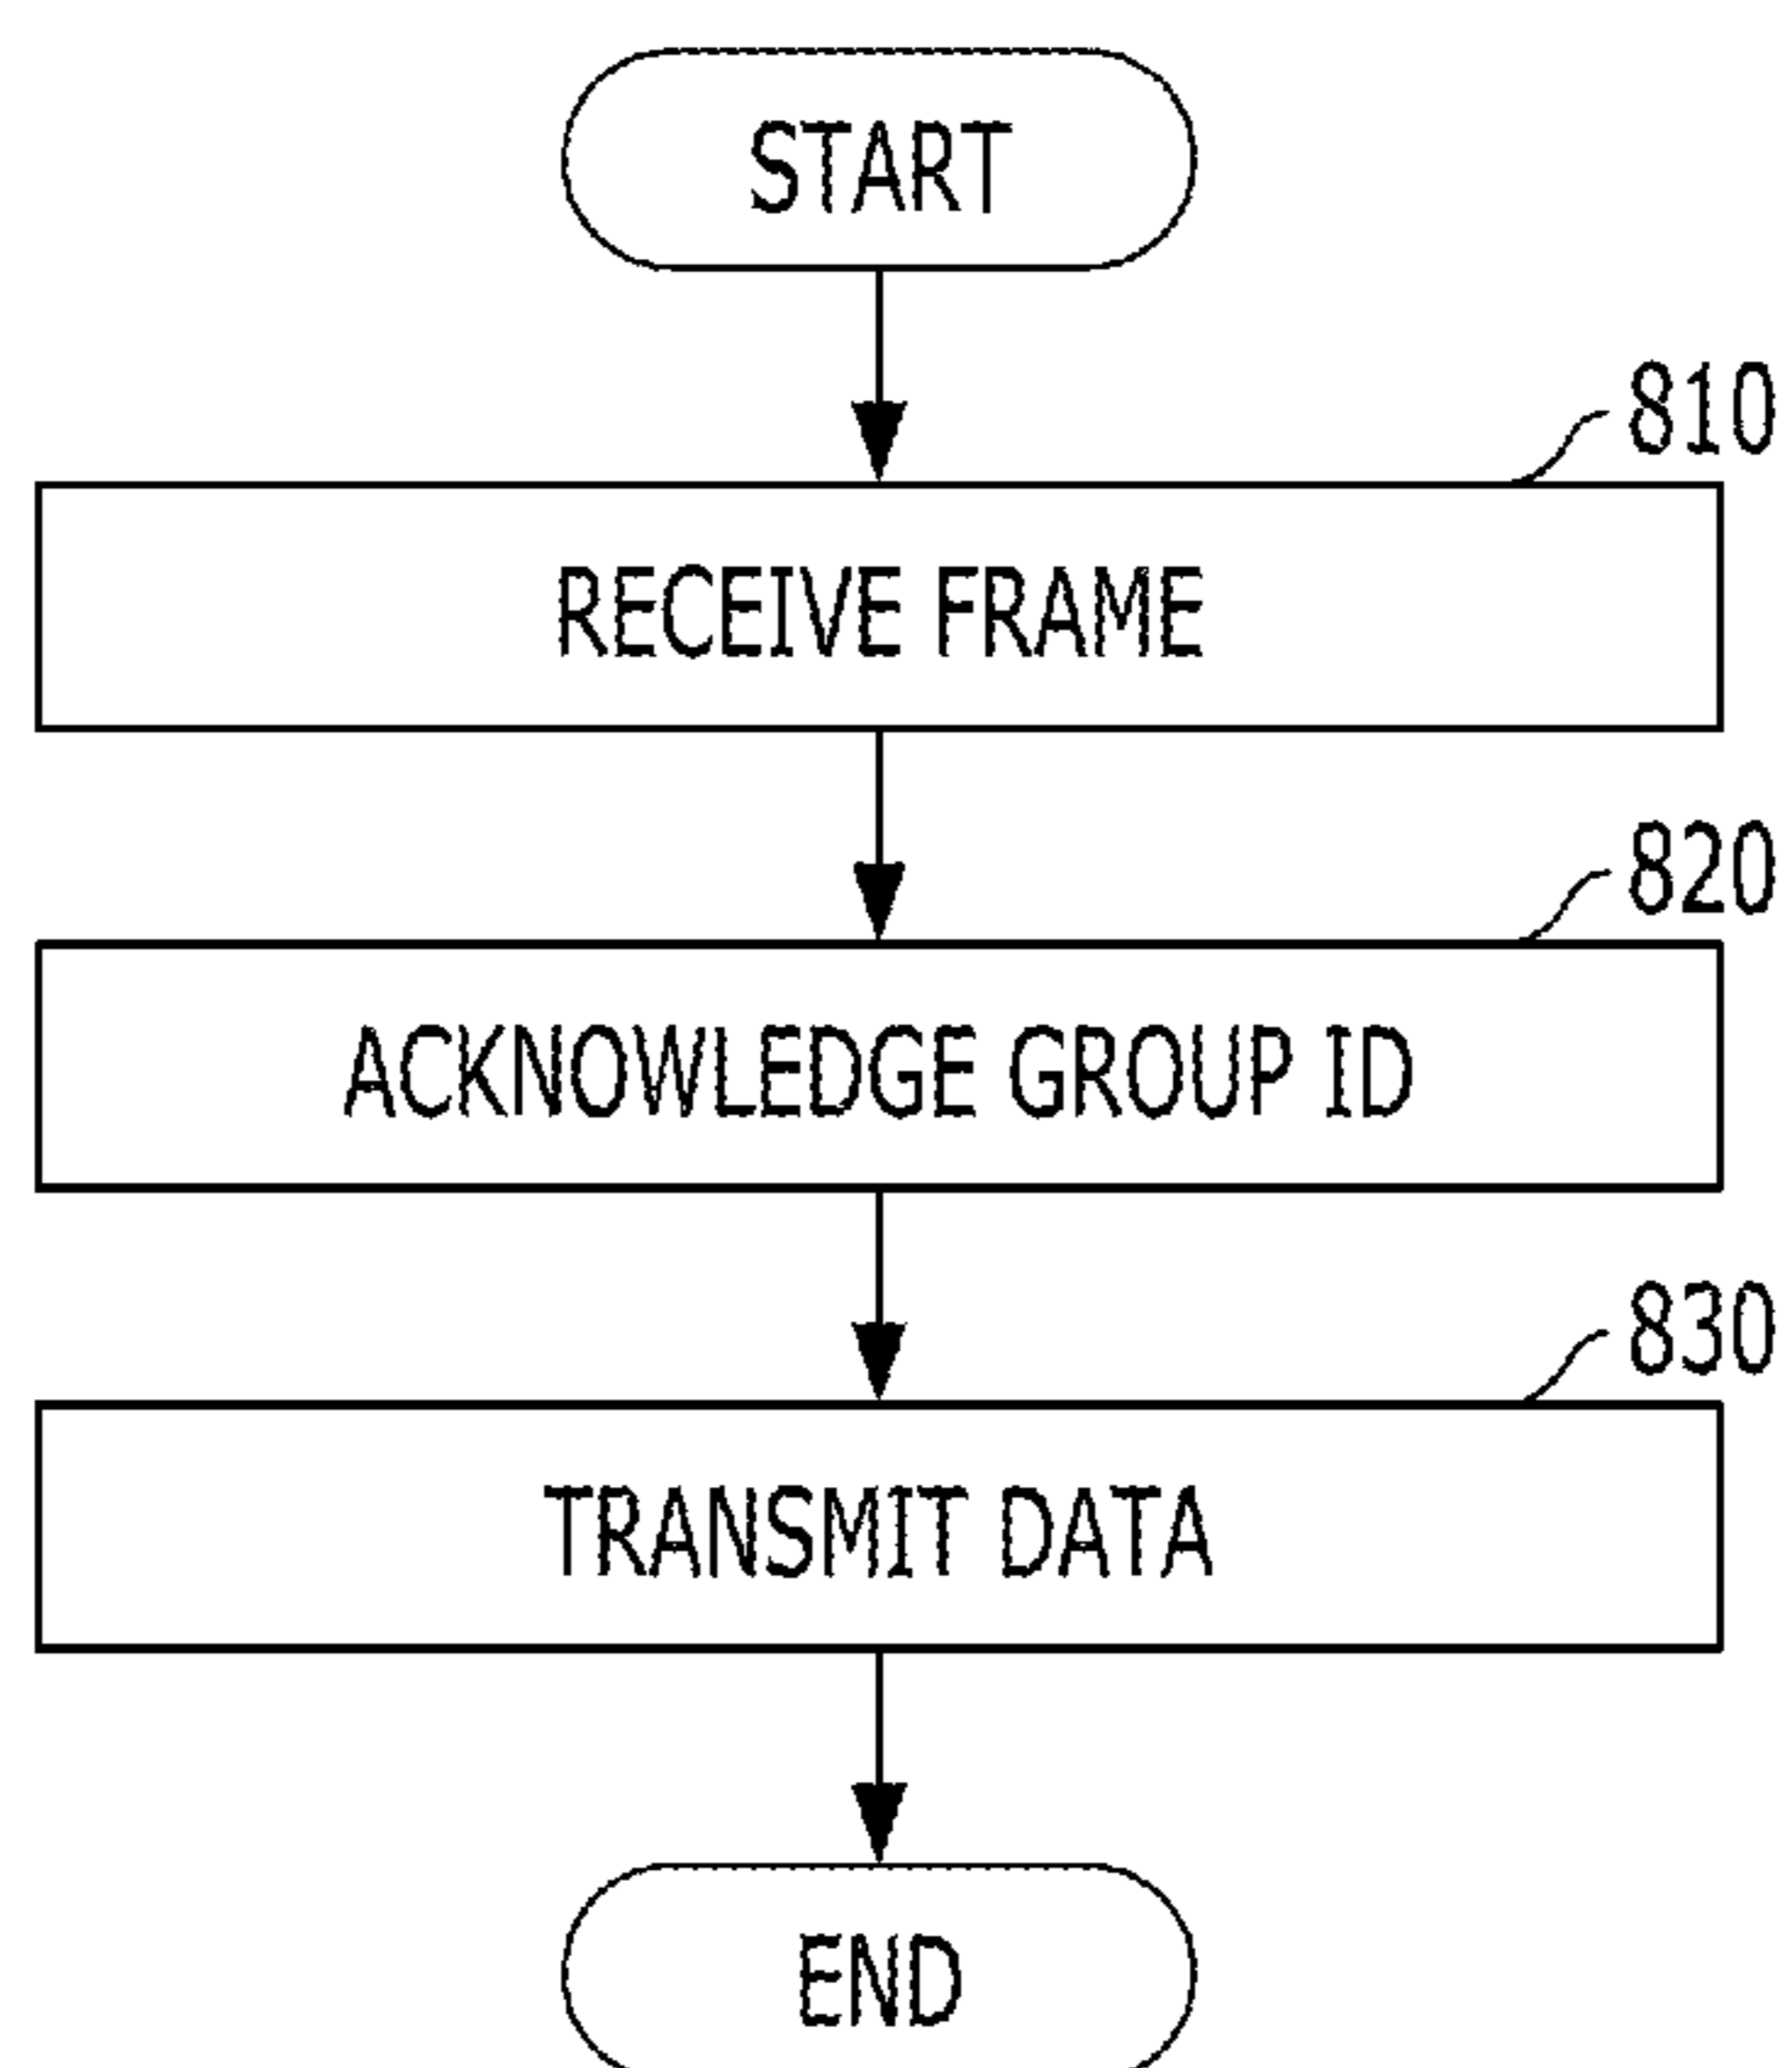 START
810
RECEIVE FRAME
820
ACKNOWLEDGE GROUP ID
830
TRANSMIT DATA
END